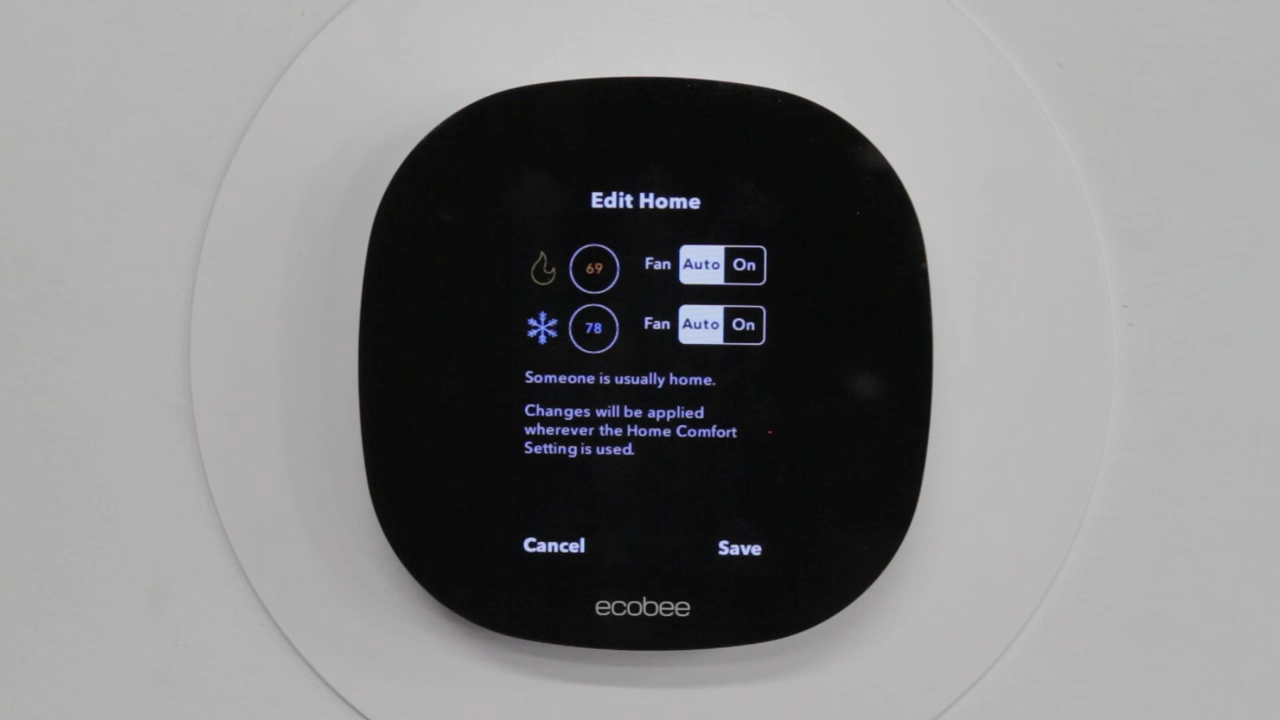 Edit Home
69 Fan Auto On
78 Fan Auto On
Someone is usually home.
Changes will be applied
wherever the Home Comfort
Setting is used.
Cancel Save
ecobee